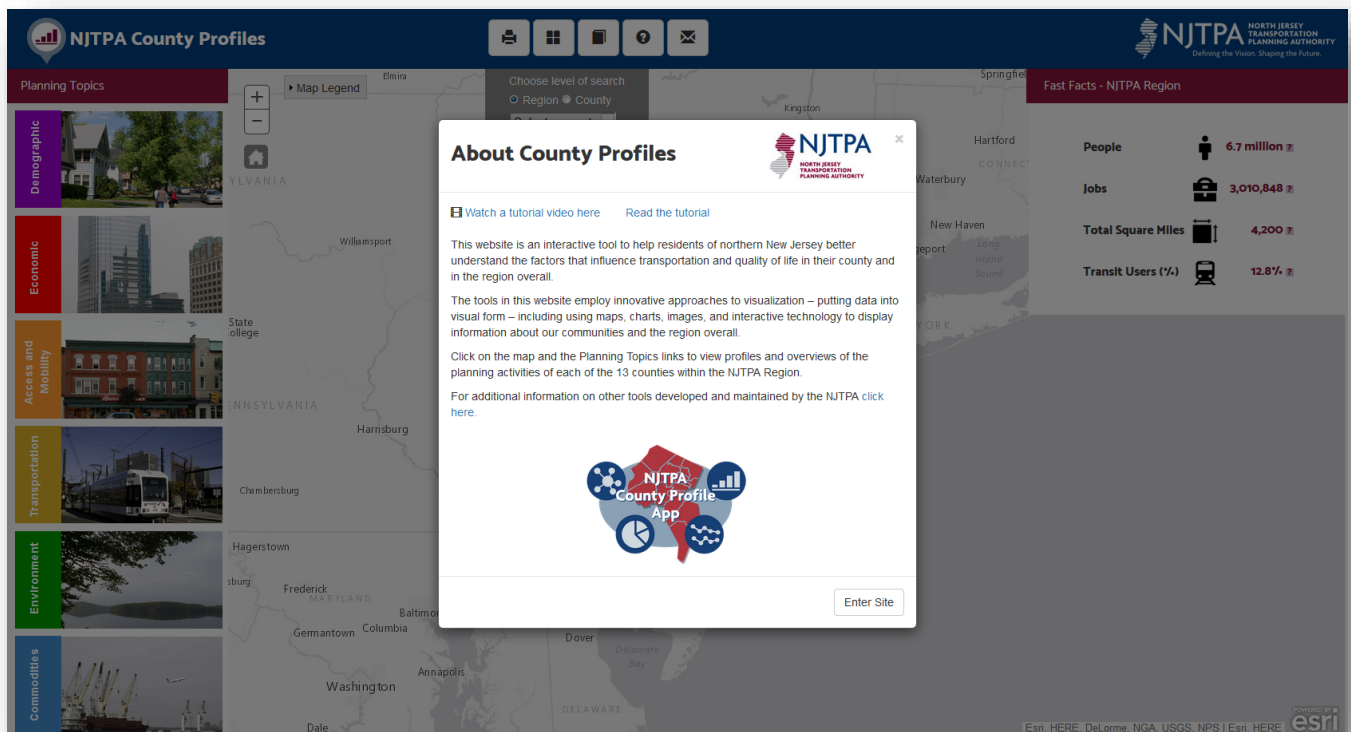 NJTPA County Profiles
NJTPA
NORTH JERSEY
TRANSPORTATION
PLANNING AUTHORITY
Defining the Vision. Shaping the Future.
Planning Topics
Demographic
Economic
Access and
Mobility
Transportation
Environment
Commodities
+
−
Map Legend
Choose level of search
Region County
Elmira
Kingston
Springfiel
Hartford
CONNEC
Waterbury
New Haven
geport
Long
Island
Sound
YLVANIA
Williamsport
State
College
YORK
ENNSYLVANIA
Harrisburg
Chambersburg
Hagerstown
sburg
Frederick
MARYLAND
Baltimor
Germantown
Columbia
Annapolis
Washington
Dale
Dover
Delaware
Bay
DELAWARE
About County Profiles
NJTPA
NORTH JERSEY
TRANSPORTATION
PLANNING AUTHORITY
×
Watch a tutorial video here Read the tutorial
This website is an interactive tool to help residents of northern New Jersey better
understand the factors that influence transportation and quality of life in their county and
in the region overall.
The tools in this website employ innovative approaches to visualization – putting data into
visual form – including using maps, charts, images, and interactive technology to display
information about our communities and the region overall.
Click on the map and the Planning Topics links to view profiles and overviews of the
planning activities of each of the 13 counties within the NJTPA Region.
For additional information on other tools developed and maintained by the NJTPA click
here.
NJTPA
County Profile
App
Enter Site
Fast Facts - NJTPA Region
People 6.7 million ?
Jobs 3,010,848 ?
Total Square Miles 4,200 ?
Transit Users (%) 12.8% ?
Esri, HERE, DeLorme, NGA, USGS, NPS | Esri, HERE
POWERED BY
esri